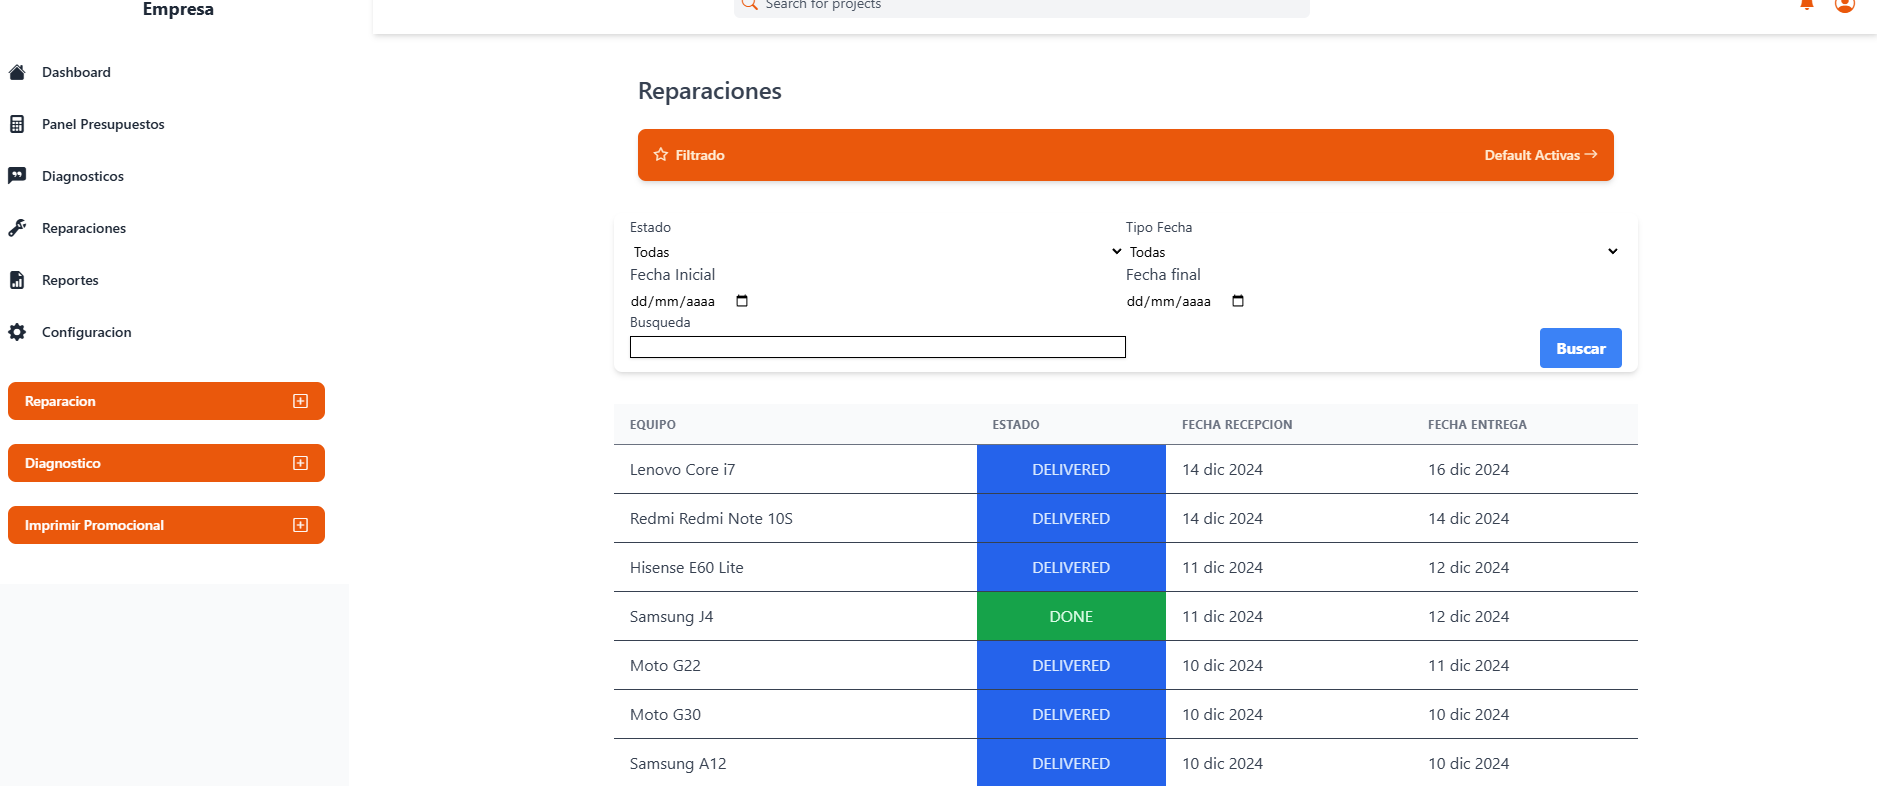 Empresa
Search for projects
Dashboard
Panel Presupuestos
Diagnosticos
Reparaciones
Reportes
Configuracion
Reparacion
Diagnostico
Imprimir Promocional
Reparaciones
Filtrado Default Activas
Estado Tipo Fecha
Todas Todas
Fecha Inicial Fecha final
dd/mm/aaaa dd/mm/aaaa
Busqueda
Buscar
EQUIPO ESTADO FECHA RECEPCION FECHA ENTREGA
Lenovo Core i7 DELIVERED 14 dic 2024 16 dic 2024
Redmi Redmi Note 10S DELIVERED 14 dic 2024 14 dic 2024
Hisense E60 Lite DELIVERED 11 dic 2024 12 dic 2024
Samsung J4 DONE 11 dic 2024 12 dic 2024
Moto G22 DELIVERED 10 dic 2024 11 dic 2024
Moto G30 DELIVERED 10 dic 2024 10 dic 2024
Samsung A12 DELIVERED 10 dic 2024 10 dic 2024